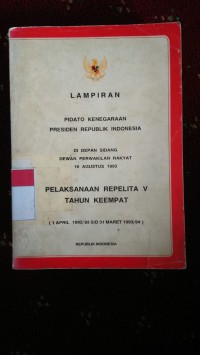 LAMPIRAN
PIDATO KENEGARAAN
PRESIDEN REPUBLIK INDONESIA
DI DEPAN SIDANG
DEWAN PERWAKILAN RAKYAT
16 AGUSTUS 1993
PELAKSANAAN REPELITA V
TAHUN KEEMPAT
( 1 APRIL 1992/93 S/D 31 MARET 1993/94 )
REPUBLIK INDONESIA